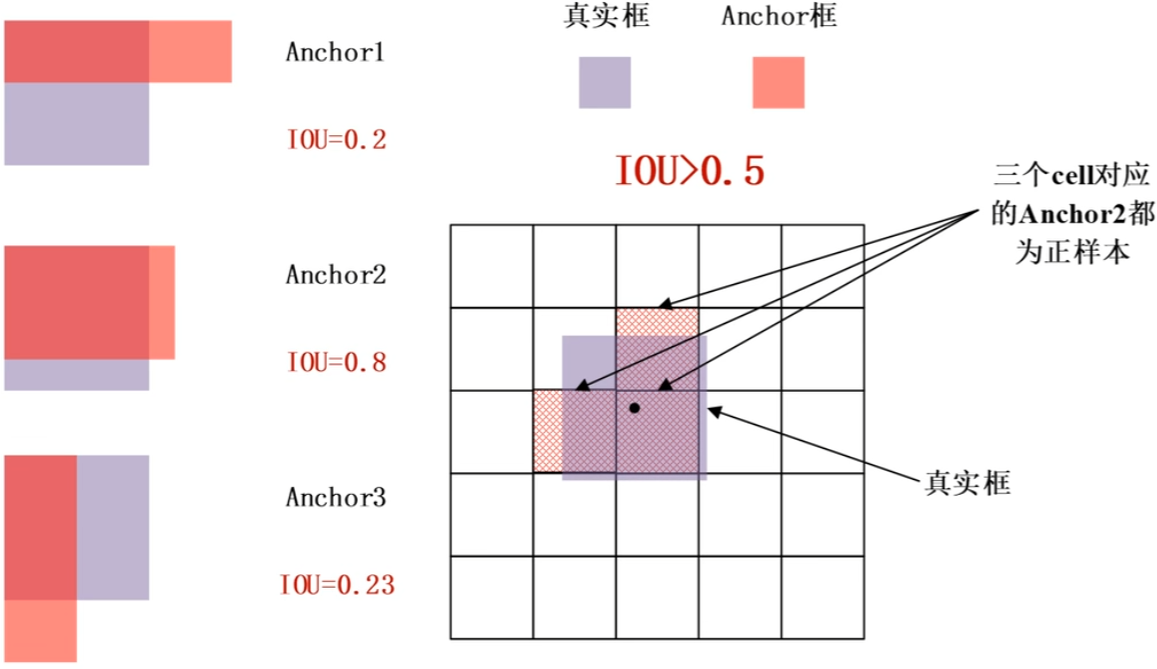 真实框
Anchor框
Anchor1
IOU=0.2
IOU>0.5
三个cell对应
的Anchor2都
为正样本
Anchor2
IOU=0.8
真实框
Anchor3
IOU=0.23